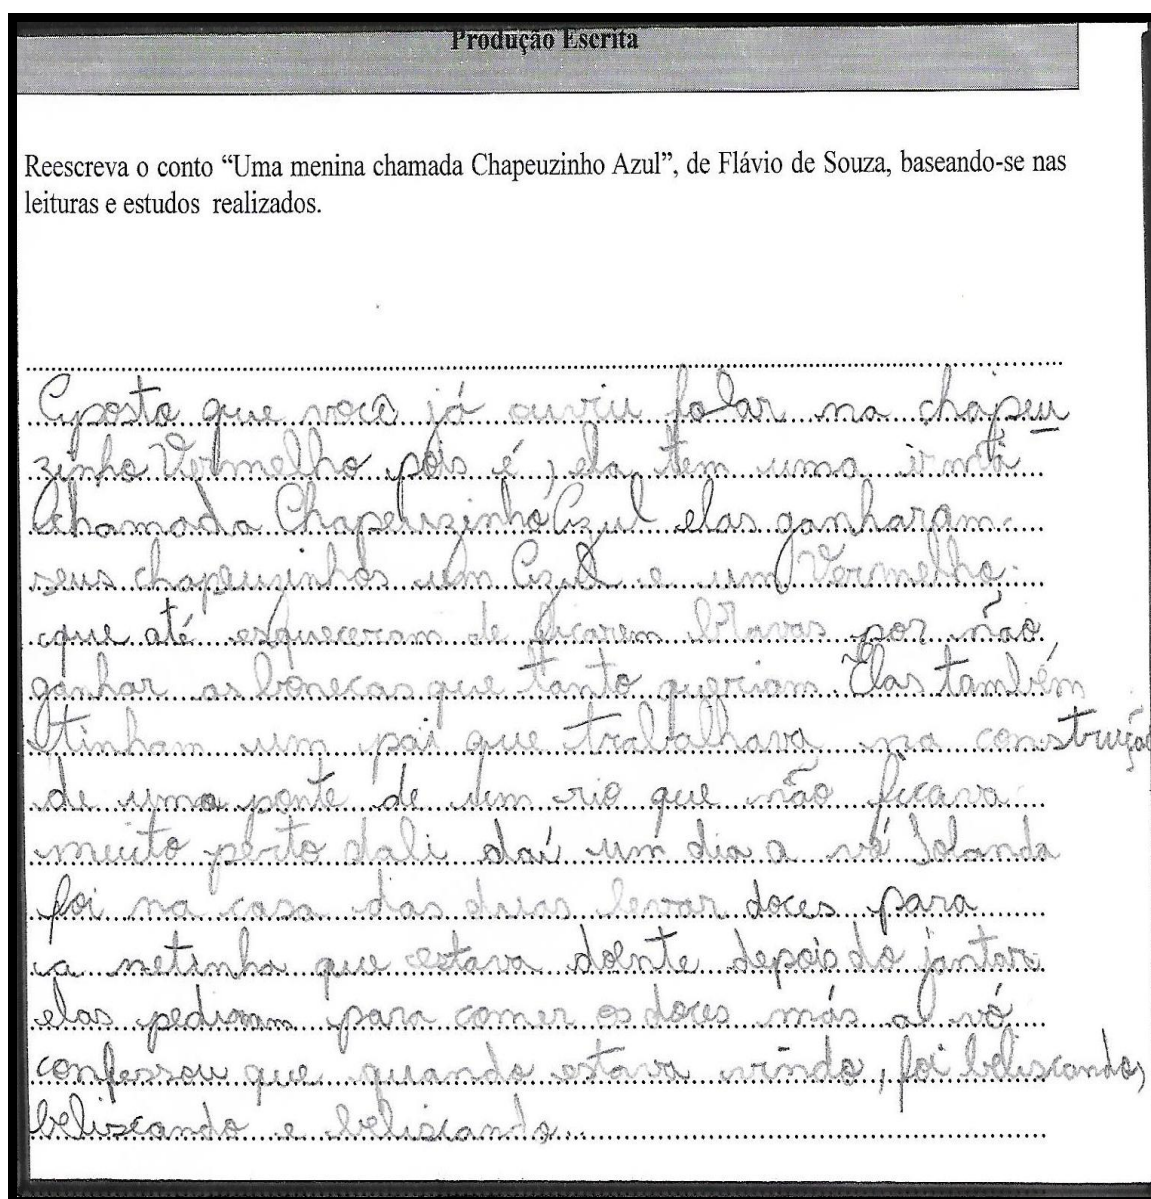 Produção Escrita
Reescreva o conto “Uma menina chamada Chapeuzinho Azul”, de Flávio de Souza, baseando-se nas
leituras e estudos realizados.
Aposto que você já ouviu falar na chapeu
zinho Vermelho pois é, ela tem uma irmã
chamada Chapeuzinho Azul elas ganharam
seus chapeuzinhos um Azul e um Vermelho
que até esqueceram de ficarem bravas por não
ganhar as bonecas que tanto queriam. Elas também
tinham um pai que trabalhava na construção
de uma ponte de um rio que não ficava
muito perto dali daí um dia a vó Iolanda
foi na casa das duas levar doces para
a netinha que estava doente depois do jantar
elas pediram para comer os doces más a vó
confessou que quando estava vindo, foi beliscando,
beliscando e beliscando...